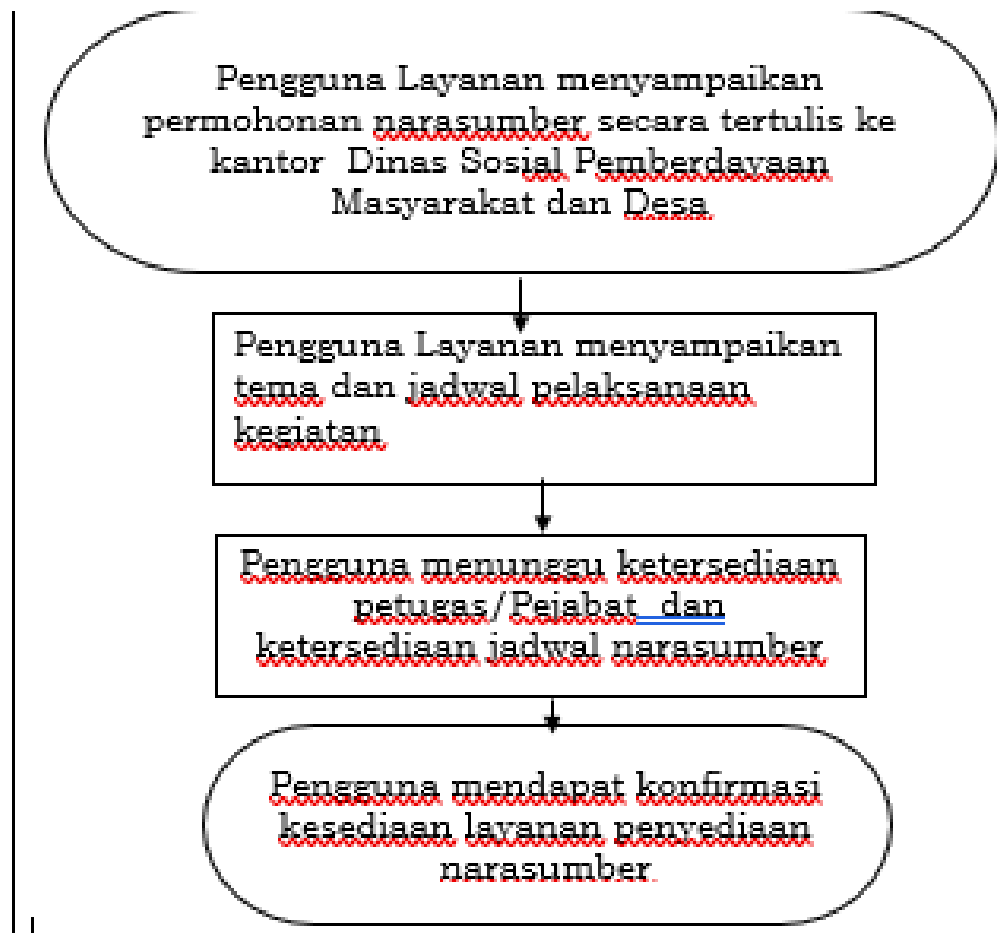 Pengguna Layanan menyampaikan
permohonan narasumber secara tertulis ke
kantor Dinas Sosial Pemberdayaan
Masyarakat dan Desa
Pengguna Layanan menyampaikan
tema dan jadwal pelaksanaan
kegiatan
Pengguna menunggu ketersediaan
petugas/Pejabat dan
ketersediaan jadwal narasumber
Pengguna mendapat konfirmasi
kesediaan layanan penyediaan
narasumber